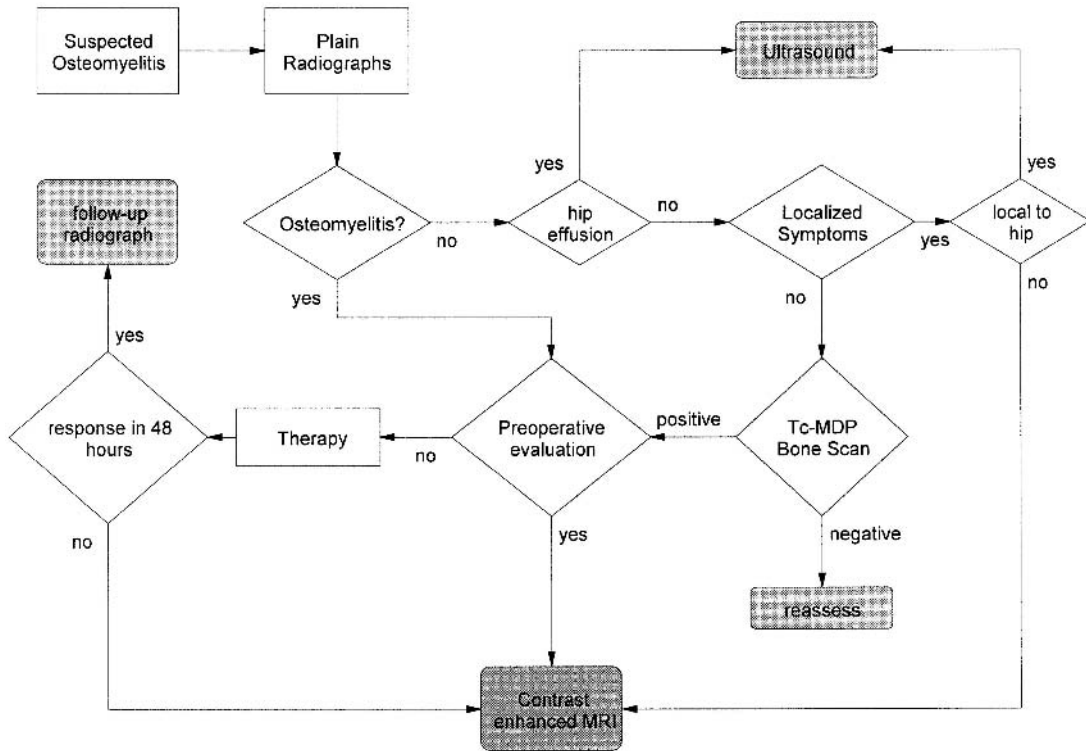 Suspected
Osteomyelitis
Plain
Radiographs
Ultrasound
yes
yes
follow-up
radiograph
Osteomyelitis?
no
hip
effusion
no
Localized
Symptoms
yes
local to
hip
yes
no
no
yes
response in 48
hours
Therapy
no
Preoperative
evaluation
positive
Tc-MDP
Bone Scan
no
yes
negative
reassess
Contrast
enhanced MRI